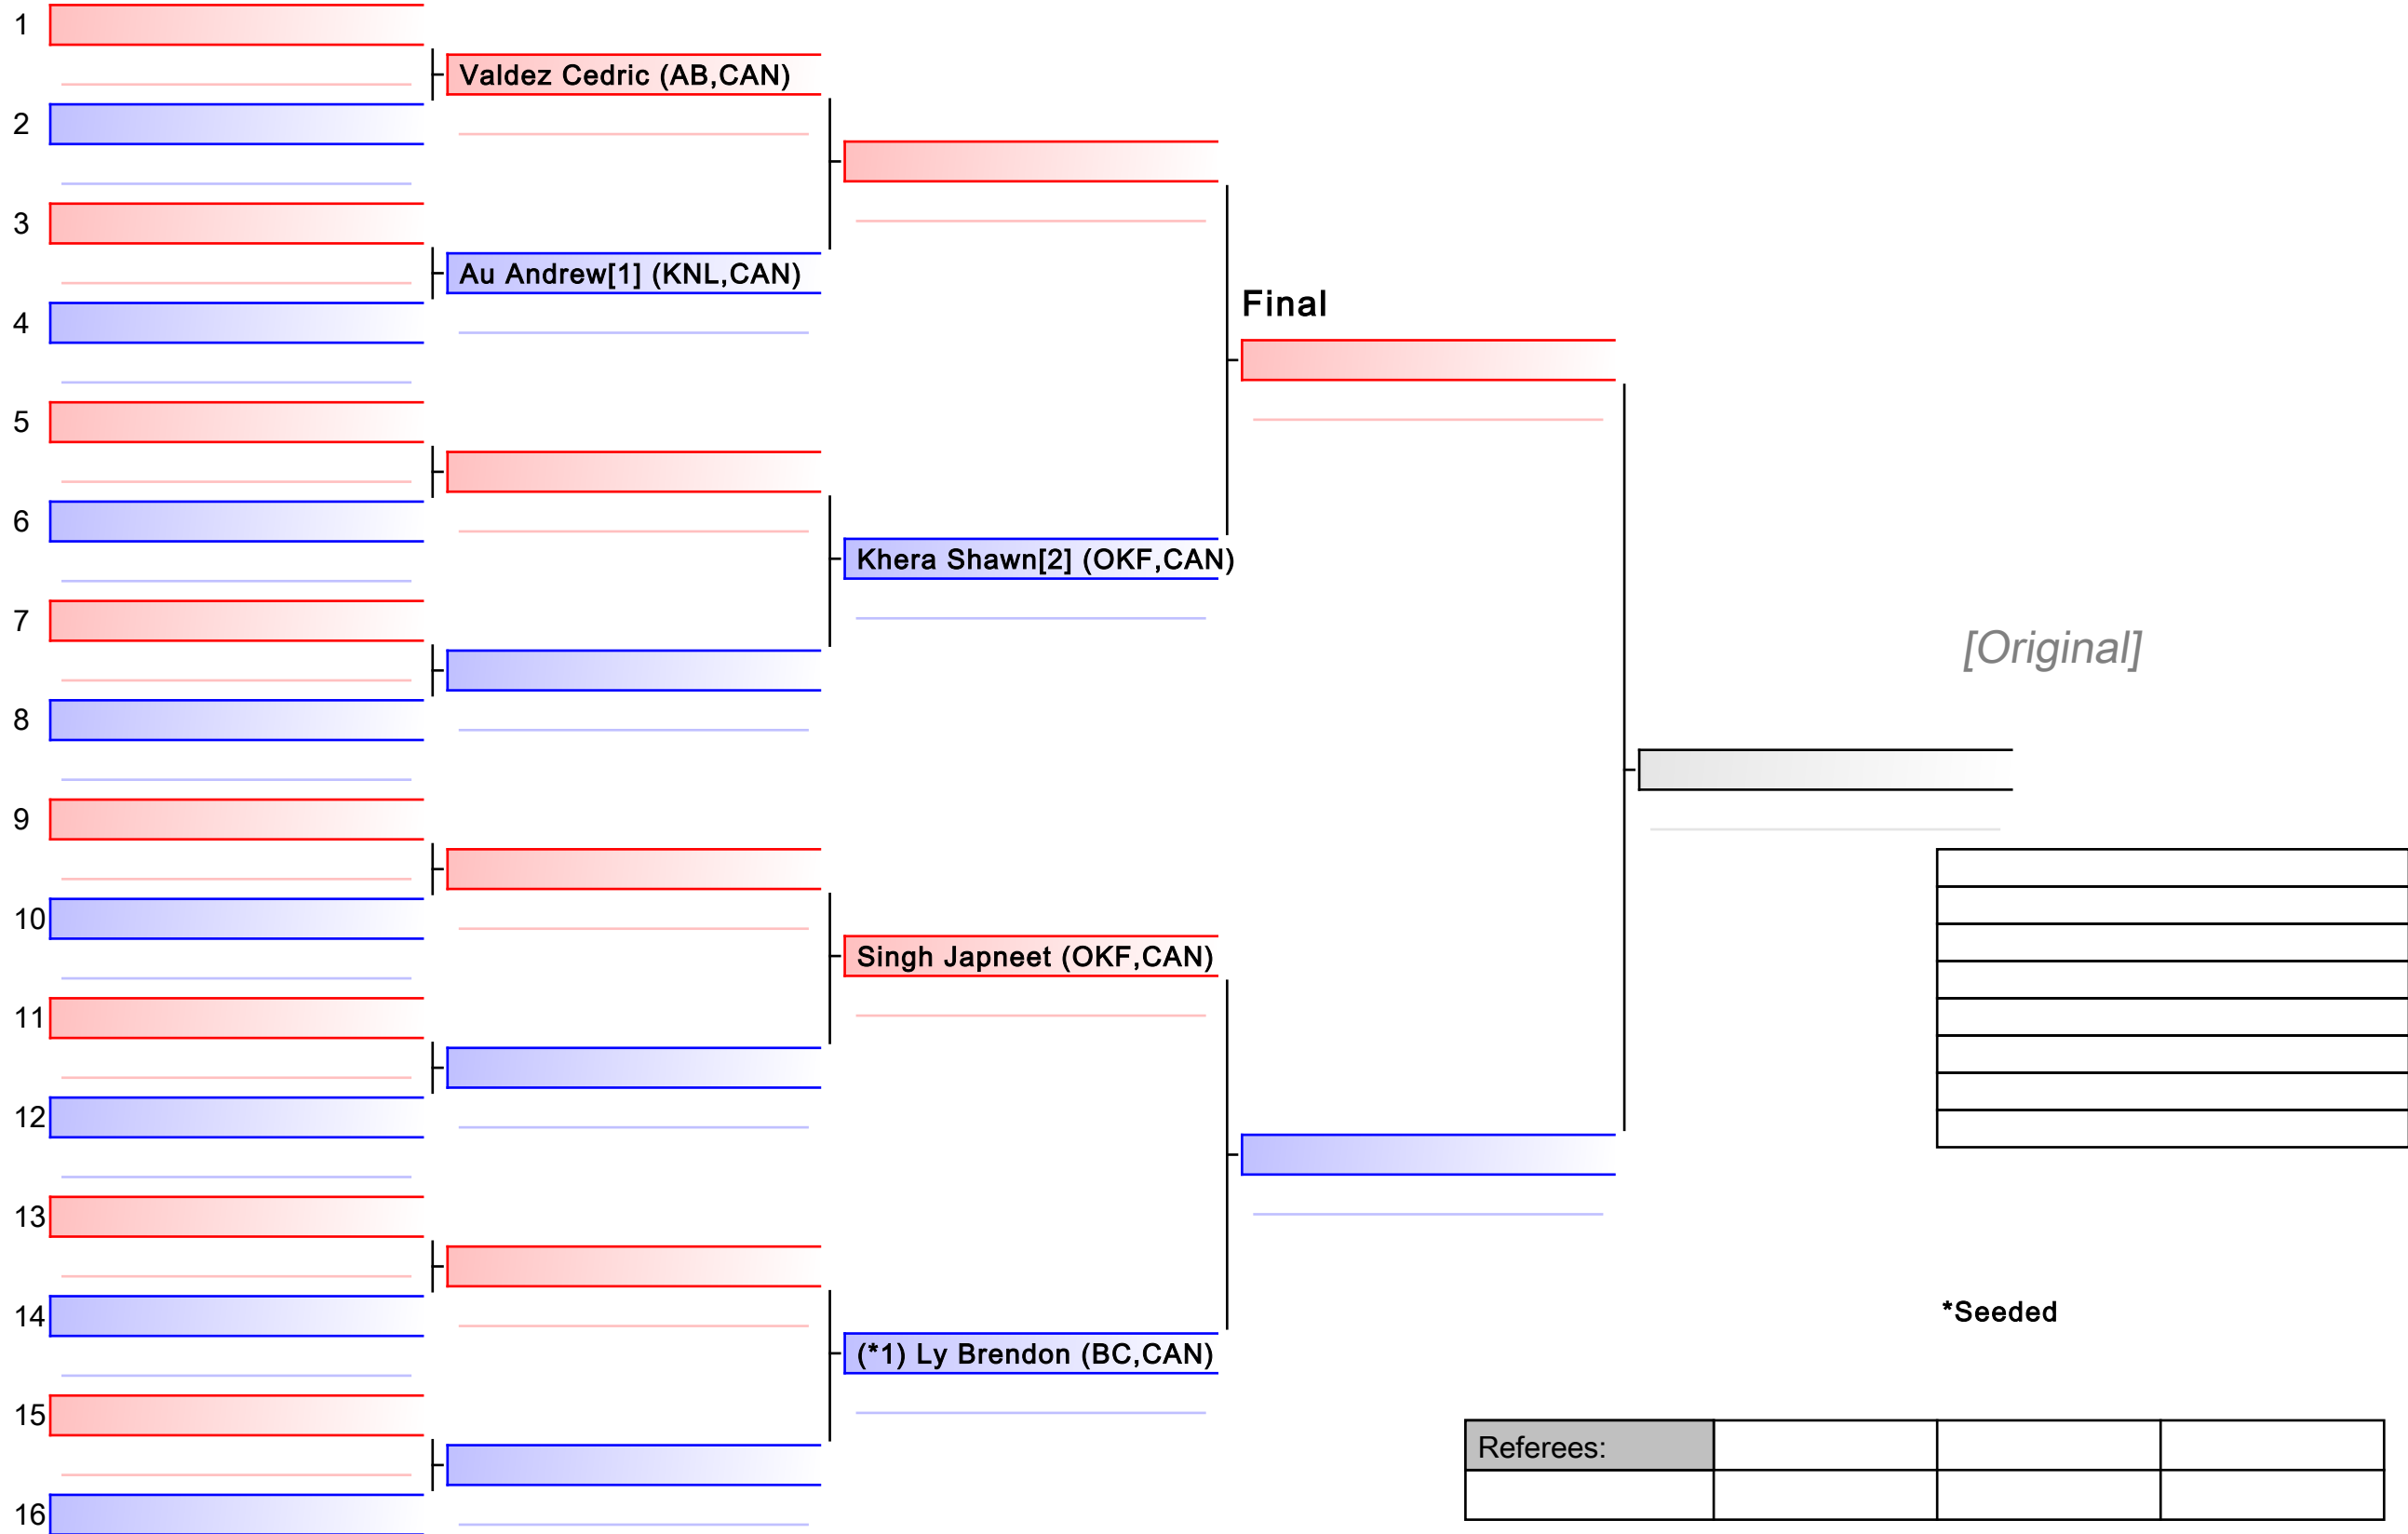 1
Valdez Cedric (AB,CAN)
2
3
Au Andrew[1] (KNL,CAN)
Final
4
5
6
Khera Shawn[2] (OKF,CAN)
7
[Original]
8
9
10
Singh Japneet (OKF,CAN)
11
12
13
14
*Seeded
(*1) Ly Brendon (BC,CAN)
15
Referees:
16